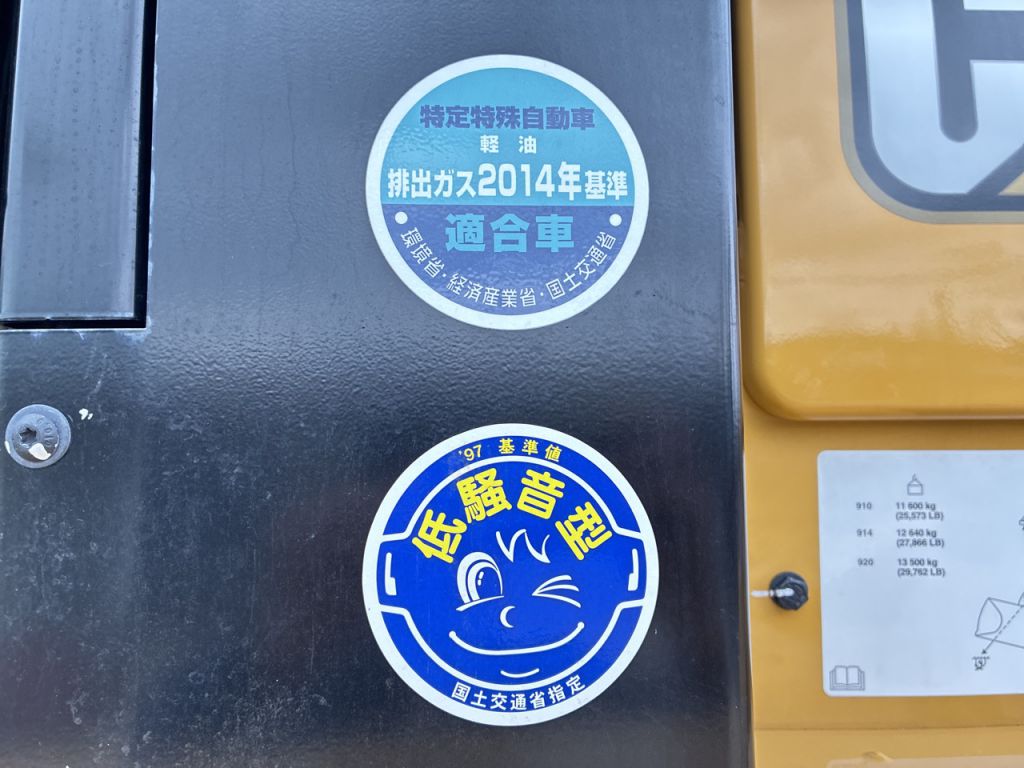 特定特殊自動車
軽油
排出ガス2014年基準
適合車
環境省・経済産業省・国土交通省
'97 基準値
低騒音型
国土交通省指定
910 11 600 kg
(25,573 LB)
914 12 640 kg
(27,866 LB)
920 13 500 kg
(29,762 LB)